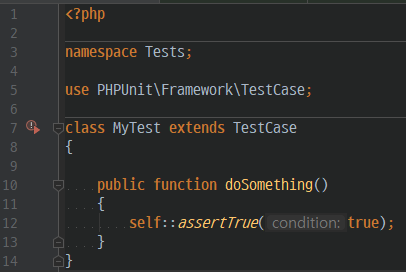 1 <?php
2
3 namespace Tests;
4
5 use PHPUnit\Framework\TestCase;
6
7 class MyTest extends TestCase
8 {
9
10 public function doSomething()
11 {
12 self::assertTrue( condition: true);
13 }
14 }